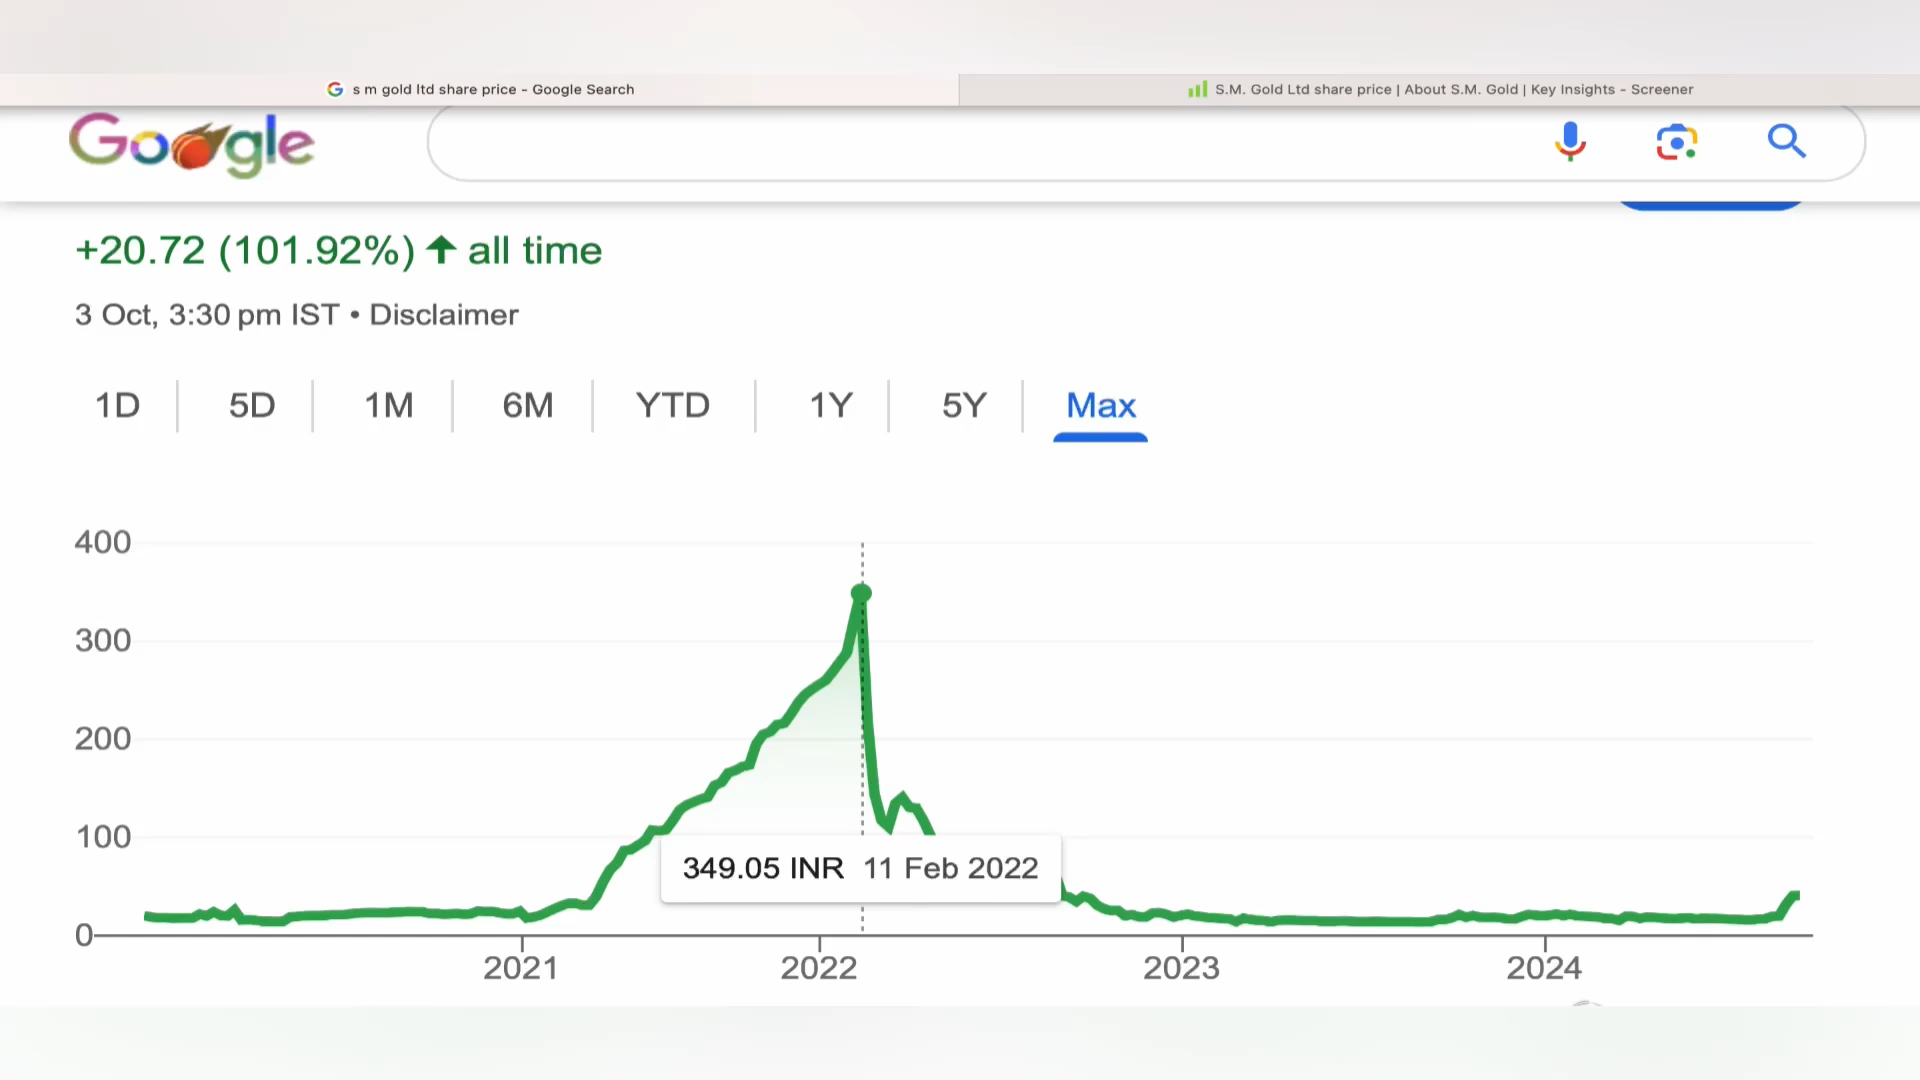 s m gold ltd share price - Google Search
S.M. Gold Ltd share price | About S.M. Gold | Key Insights - Screener
Google
+20.72 (101.92%) ↑ all time
3 Oct, 3:30 pm IST • Disclaimer
1D 5D 1M 6M YTD 1Y 5Y Max
400
300
200
100
349.05 INR 11 Feb 2022
0
2021 2022 2023 2024